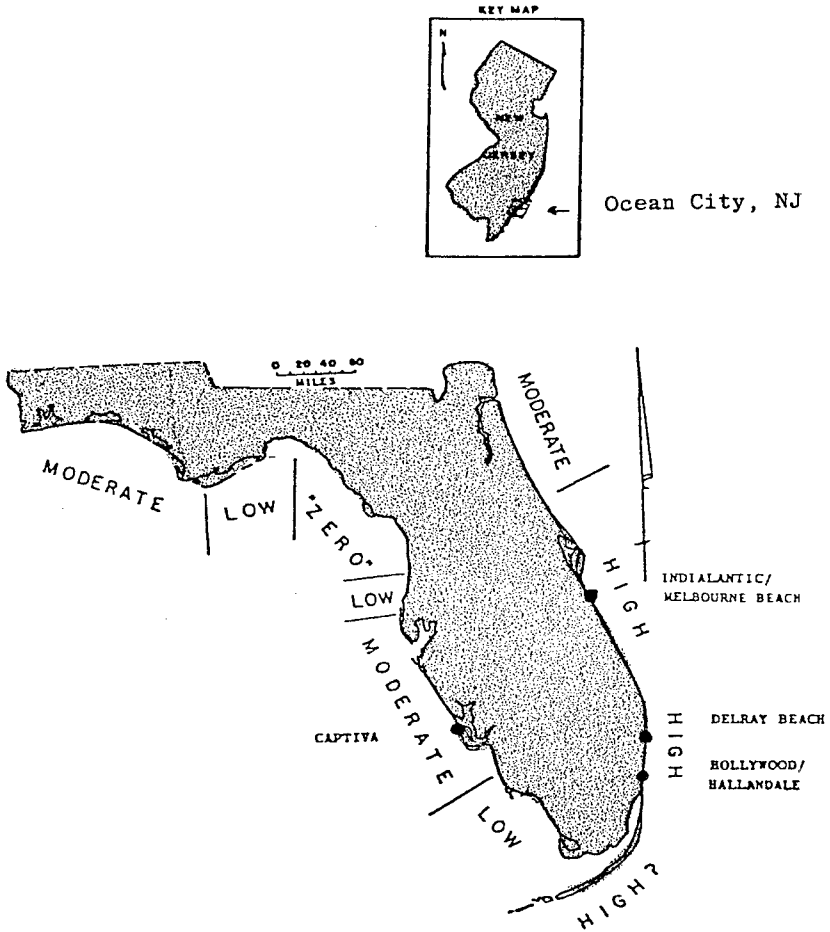 KEY MAP
N
NEW
JERSEY
Ocean City, NJ
0 20 40 60
MILES
MODERATE
MODERATE
LOW
"ZERO"
HIGH
INDIALANTIC/
MELBOURNE BEACH
LOW
MODERATE
CAPTIVA
HIGH
DELRAY BEACH
HOLLYWOOD/
HALLANDALE
LOW
HIGH?